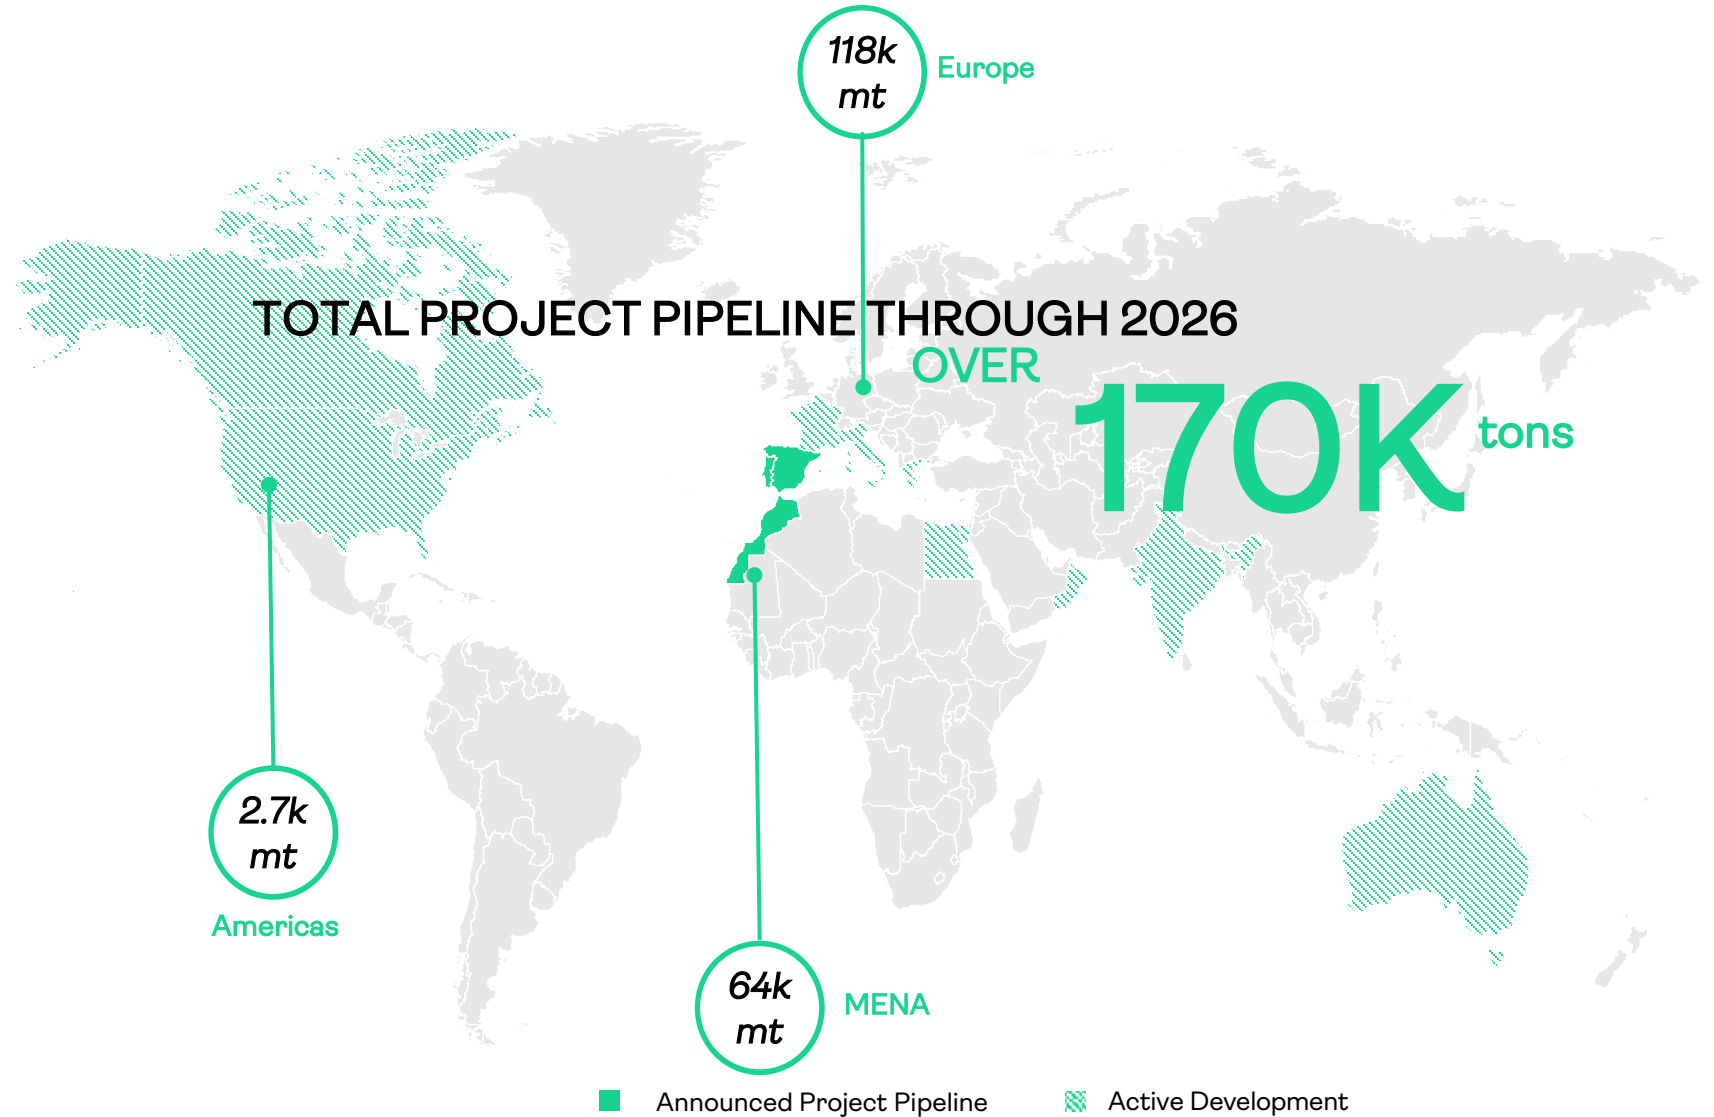 118k
mt
Europe
TOTAL PROJECT PIPELINE THROUGH 2026
OVER
170K
tons
2.7k
mt
Americas
64k
mt
MENA
Announced Project Pipeline
Active Development